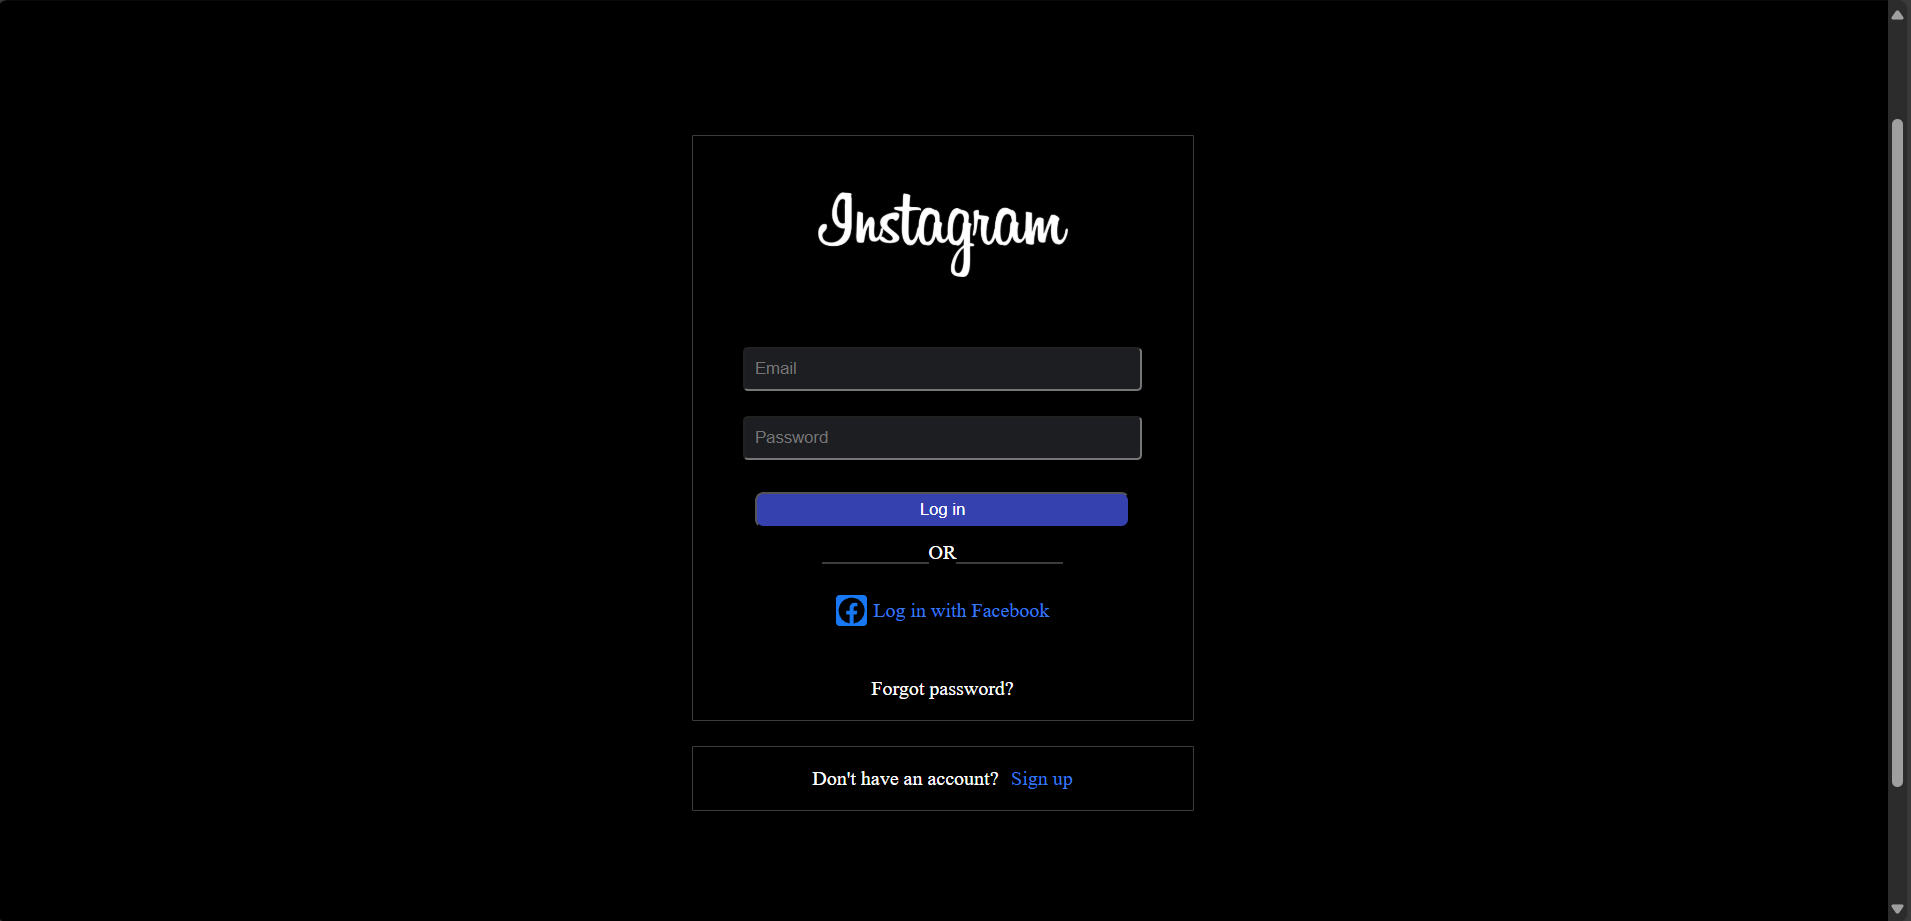 Instagram
Email
Password
Log in
OR
Log in with Facebook
Forgot password?
Don't have an account? Sign up